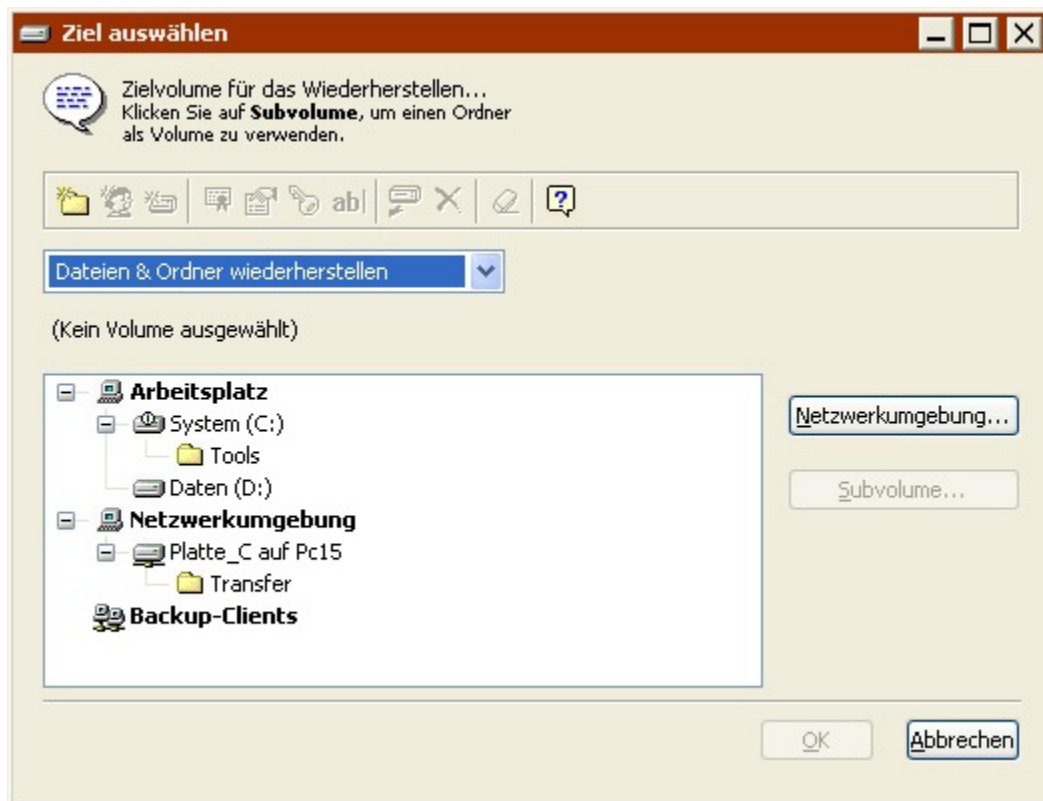 Ziel auswählen
Zielvolume für das Wiederherstellen...
Klicken Sie auf Subvolume, um einen Ordner
als Volume zu verwenden.
ab|
Dateien & Ordner wiederherstellen
(Kein Volume ausgewählt)
Arbeitsplatz
System (C:)
Tools
Daten (D:)
Netzwerkumgebung
Platte_C auf Pc15
Transfer
Backup-Clients
Netzwerkumgebung...
Subvolume...
OK
Abbrechen